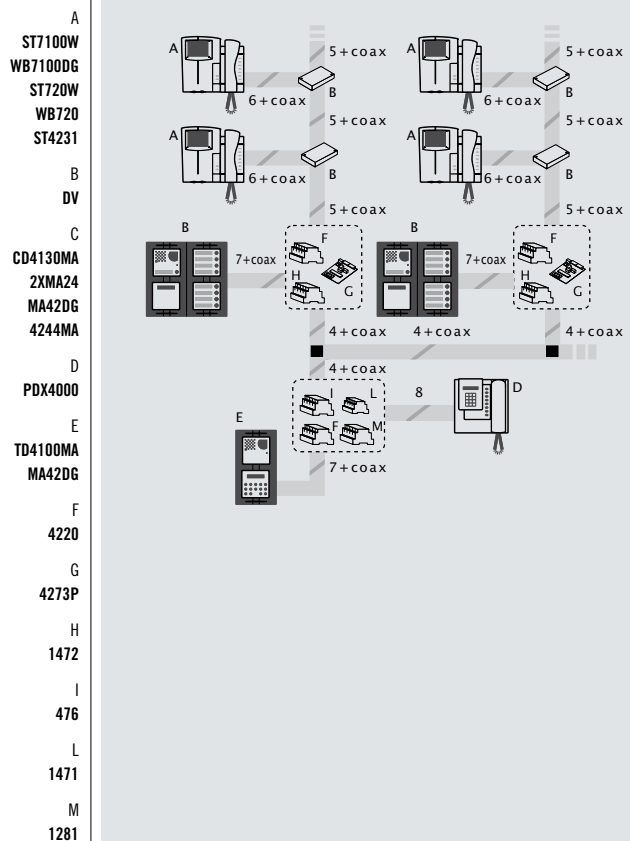 A
ST7100W
WB7100DG
ST720W
WB720
ST4231
B
DV
C
CD4130MA
2XMA24
MA42DG
4244MA
D
PDX4000
E
TD4100MA
MA42DG
F
4220
G
4273P
H
1472
I
476
L
1471
M
1281
A
5+coax
A
5+coax
6+coax
B
6+coax
B
5+coax
5+coax
A
A
6+coax
B
6+coax
B
5+coax
5+coax
B
7+coax
F
H
G
B
7+coax
F
H
G
4+coax
4+coax
4+coax
4+coax
I
L
F
M
8
D
E
7+coax